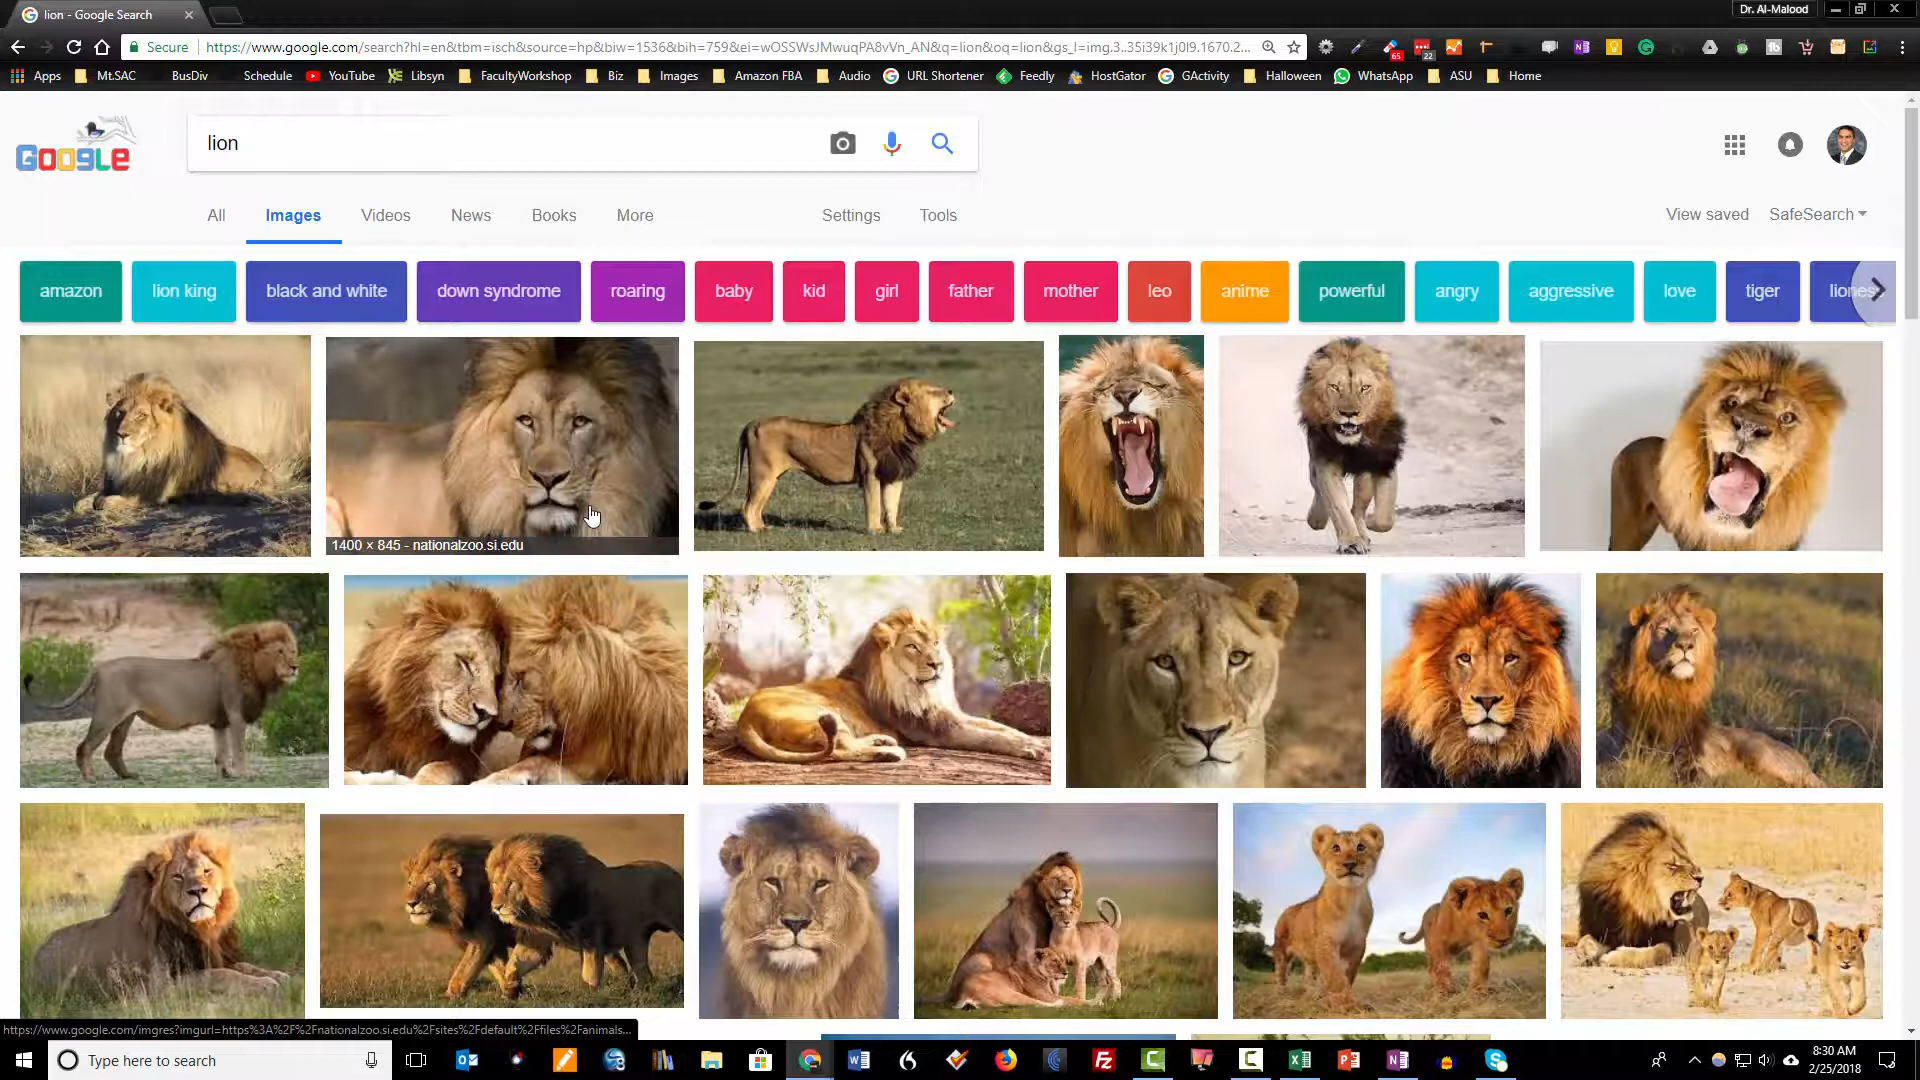 lion - Google Search
Dr. Al-Malood
Secure
https://www.google.com/search?hl=en&tbm=isch&source=hp&biw=1536&bih=759&ei=wOSSWsJMwuqPA8vVn_AN&q=lion&oq=lion&gs_l=img.3..35i39k1j0l9.1670.2...
65
22
Apps Mt.SAC BusDiv Schedule YouTube Libsyn FacultyWorkshop Biz Images Amazon FBA Audio URL Shortener Feedly HostGator GActivity Halloween WhatsApp ASU Home
Google
lion
All Images Videos News Books More Settings Tools View saved SafeSearch
amazon lion king black and white down syndrome roaring baby kid girl father mother leo anime powerful angry aggressive love tiger lioness
1400 × 845 - nationalzoo.si.edu
https://www.google.com/imgres?imgurl=https%3A%2F%2Fnationalzoo.si.edu%2Fsites%2Fdefault%2Ffiles%2Fanimals...
Type here to search
8:30 AM
2/25/2018